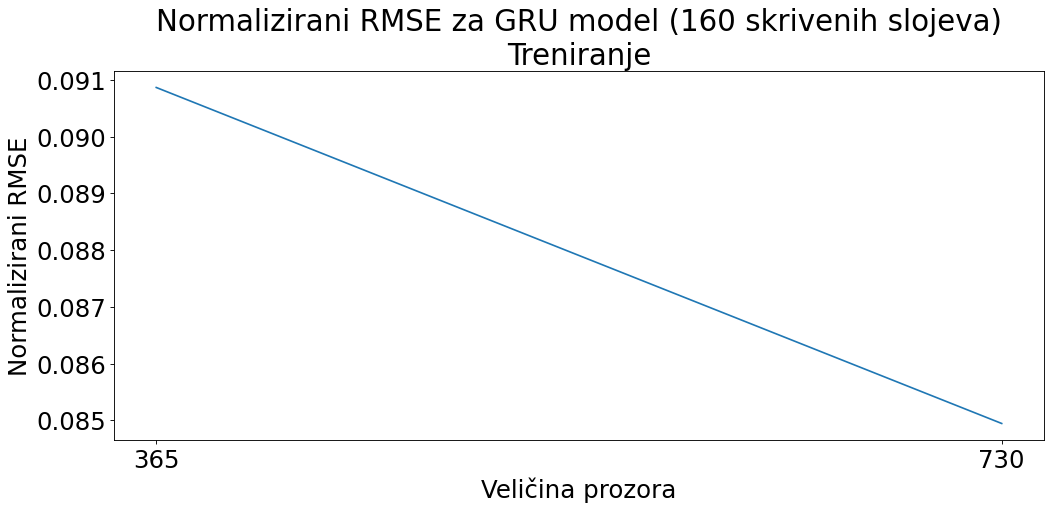 Normalizirani RMSE za GRU model (160 skrivenih slojeva)
Treniranje
Normalizirani RMSE
0.091
0.090
0.089
0.088
0.087
0.086
0.085
365
730
Veličina prozora